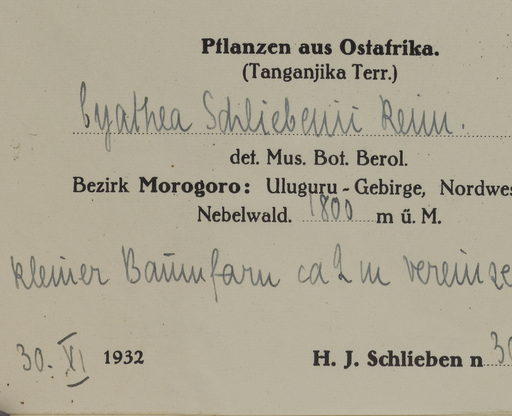 Pflanzen aus Ostafrika.
(Tanganjika Terr.)
Cyathea Schliebenii Reim.
det. Mus. Bot. Berol.
Bezirk Morogoro: Uluguru-Gebirge, Nordwes
Nebelwald. 1800 m ü. M.
kleiner Baumfarn ca 2 m vereinze
30. XI 1932 H. J. Schlieben n 30